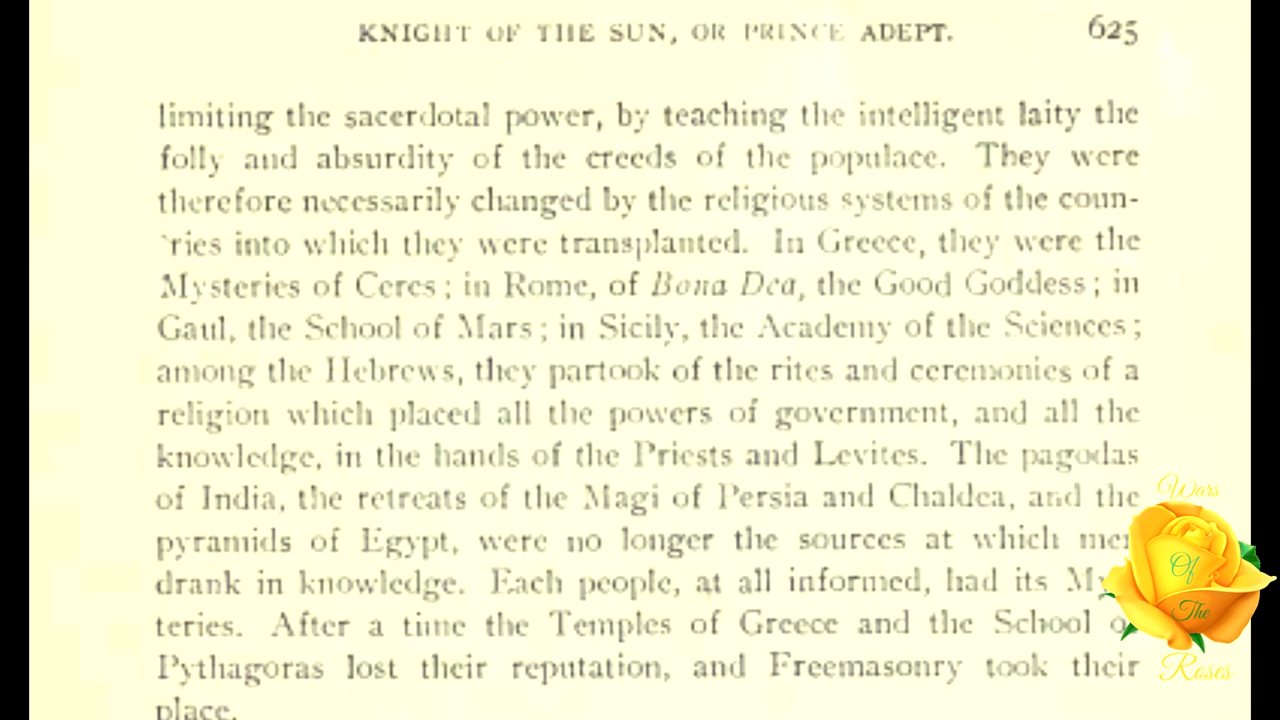 KNIGHT OF THE SUN, OR PRINCE ADEPT. 625
limiting the sacerdotal power, by teaching the intelligent laity the
folly and absurdity of the creeds of the populace. They were
therefore necessarily changed by the religious systems of the coun-
`ries into which they were transplanted. In Greece, they were the
Mysteries of Ceres; in Rome, of Bona Dea, the Good Goddess; in
Gaul, the School of Mars; in Sicily, the Academy of the Sciences;
among the Hebrews, they partook of the rites and ceremonies of a
religion which placed all the powers of government, and all the
knowledge, in the hands of the Priests and Levites. The pagodas
of India, the retreats of the Magi of Persia and Chaldea, and the
pyramids of Egypt, were no longer the sources at which men
drank in knowledge. Each people, at all informed, had its My
teries. After a time the Temples of Greece and the School of
Pythagoras lost their reputation, and Freemasonry took their
place.
Wars
Of
The
Roses